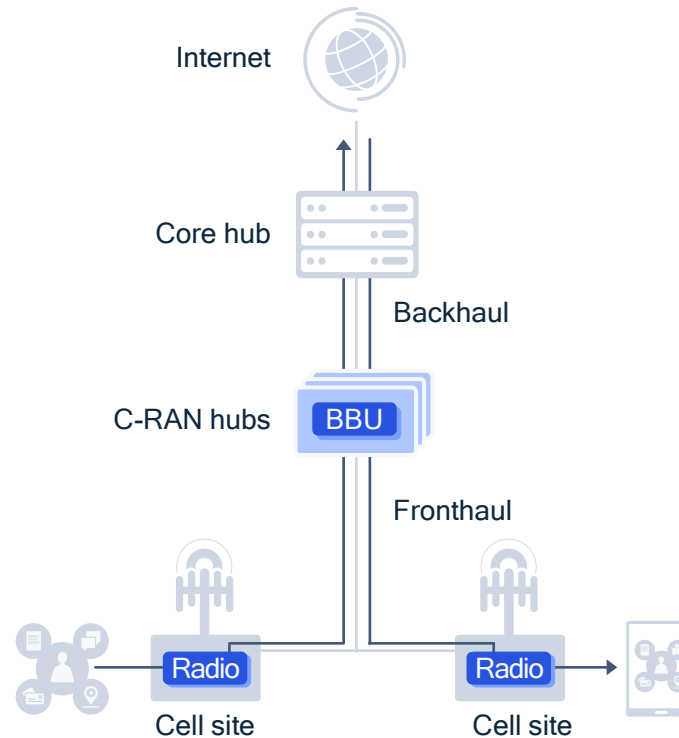 Internet
Core hub
Backhaul
C-RAN hubs
BBU
Fronthaul
Radio
Radio
Cell site
Cell site